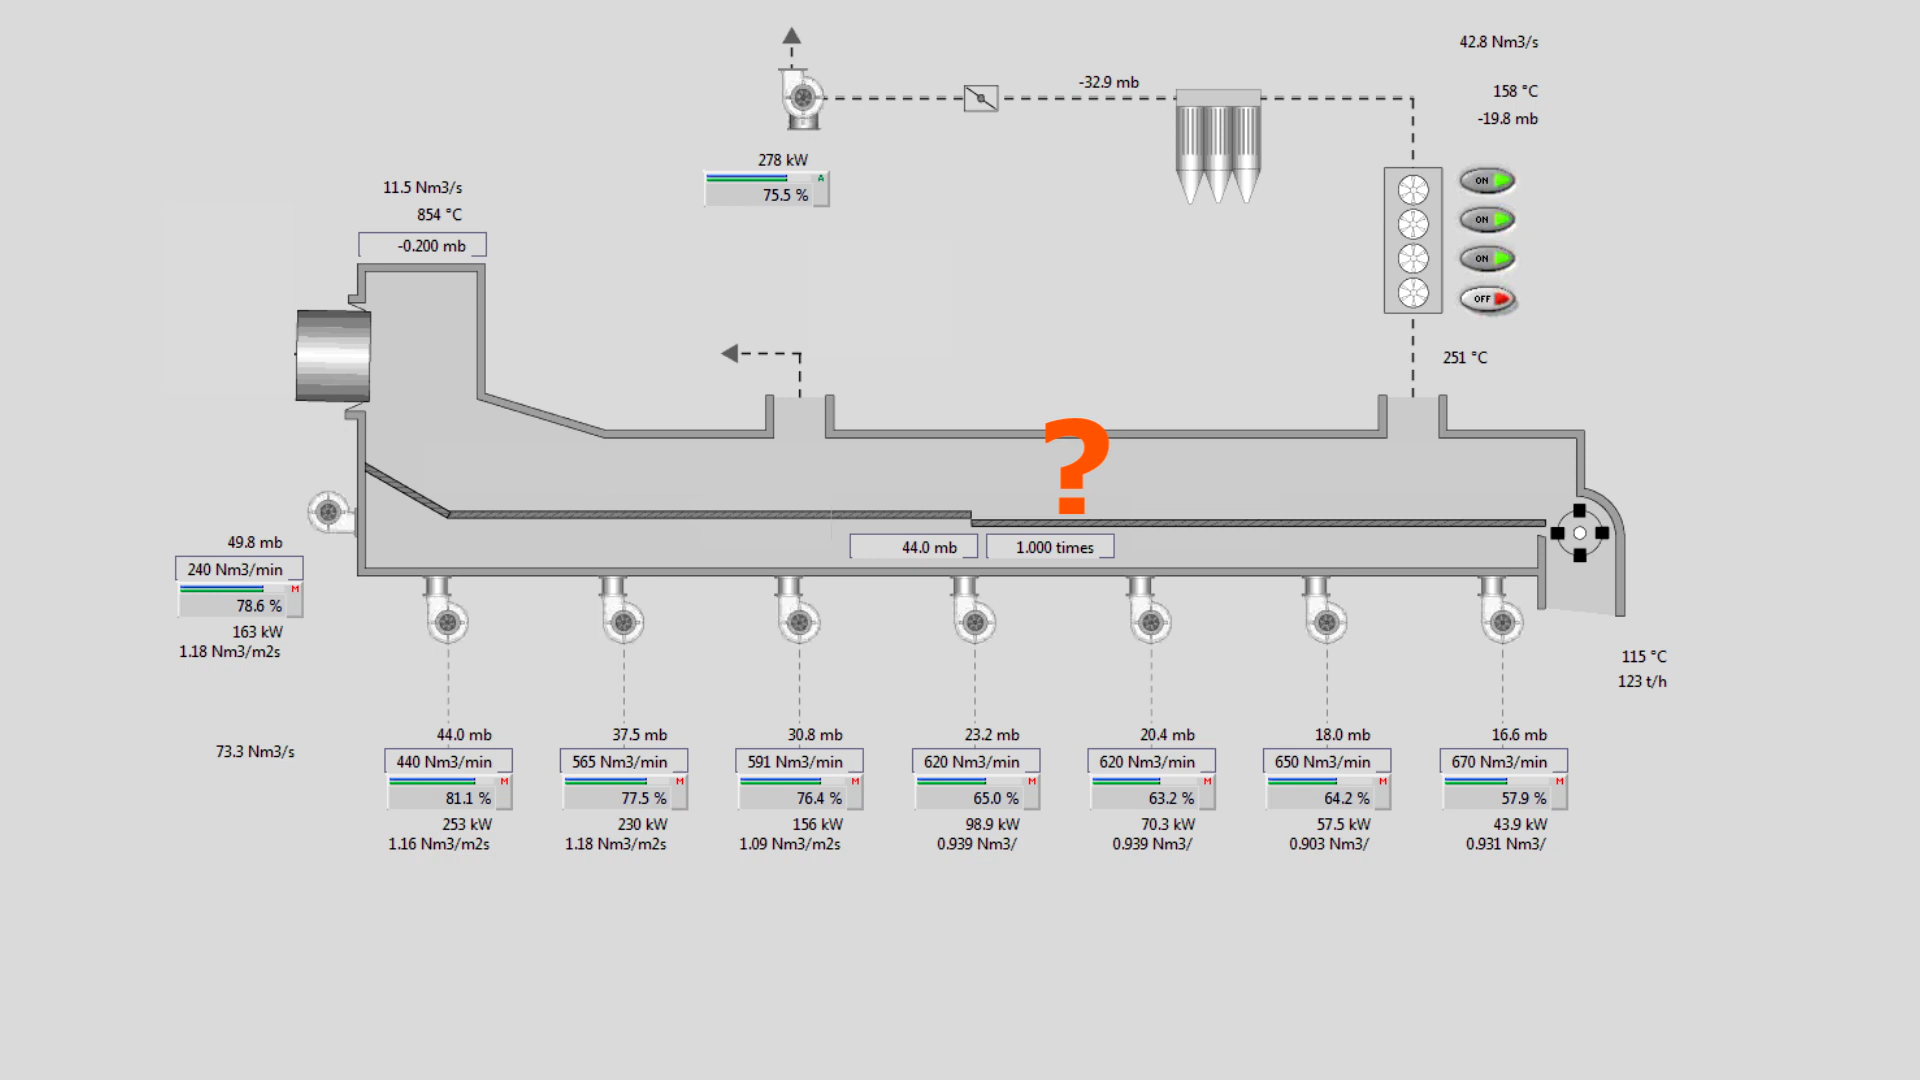 42.8 Nm3/s
-32.9 mb
158 °C
-19.8 mb
278 kW
A
75.5 %
ON
ON
ON
OFF
11.5 Nm3/s
854 °C
-0.200 mb
251 °C
?
44.0 mb
1.000 times
49.8 mb
240 Nm3/min
M
78.6 %
163 kW
1.18 Nm3/m2s
115 °C
123 t/h
73.3 Nm3/s
44.0 mb
440 Nm3/min
M
81.1 %
253 kW
1.16 Nm3/m2s
37.5 mb
565 Nm3/min
M
77.5 %
230 kW
1.18 Nm3/m2s
30.8 mb
591 Nm3/min
M
76.4 %
156 kW
1.09 Nm3/m2s
23.2 mb
620 Nm3/min
M
65.0 %
98.9 kW
0.939 Nm3/
20.4 mb
620 Nm3/min
M
63.2 %
70.3 kW
0.939 Nm3/
18.0 mb
650 Nm3/min
M
64.2 %
57.5 kW
0.903 Nm3/
16.6 mb
670 Nm3/min
M
57.9 %
43.9 kW
0.931 Nm3/